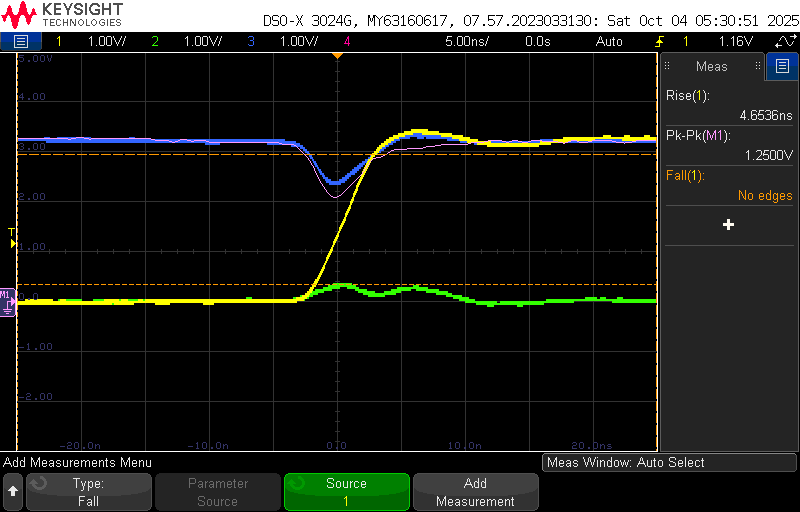 KEYSIGHT
TECHNOLOGIES
DSO-X 3024G, MY63160617, 07.57.2023033130: Sat Oct 04 05:30:51 2025
1 1.00V/ 2 1.00V/ 3 1.00V/ 4 5.00ns/ 0.0s Auto 1 1.16V
5.00V
4.00
3.00
2.00
T
1.00
M1
0.0
-1.00
-2.00
-20.0n -10.0n 0.0 10.0n 20.0ns
Meas
Rise(1):
4.6536ns
Pk-Pk(M1):
1.2500V
Fall(1):
No edges
Add Measurements Menu
Meas Window: Auto Select
Type:
Fall
Parameter
Source
Source
1
Add
Measurement